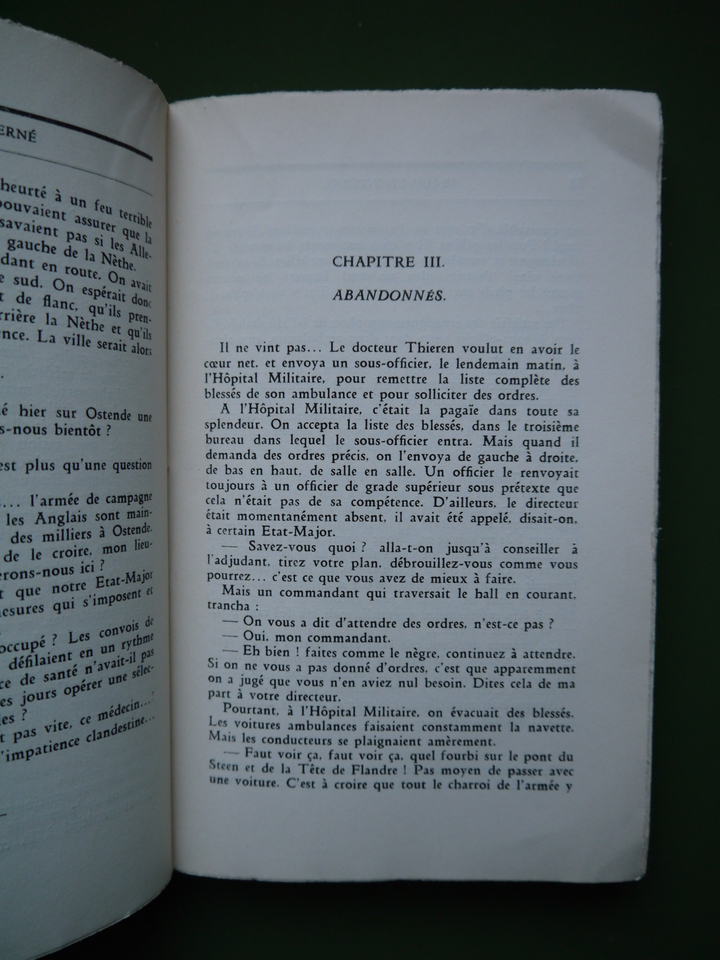 ERNÉ
heurté à un feu terrible
pouvaient assurer que la
savaient pas si les Alle-
gauche de la Nèthe.
dant en route. On avait
e sud. On espérait donc
t de flanc, qu'ils pren-
rrière la Nèthe et qu'ils
ence. La ville serait alors
é hier sur Ostende une
s-nous bientôt ?
est plus qu'une question
... l'armée de campagne
les Anglais sont main-
des milliers à Ostende.
de le croire, mon lieu-
erons-nous ici ?
t que notre Etat-Major
esures qui s'imposent et
occupé ? Les convois de
défilaient en un rythme
ce de santé n'avait-il pas
es jours opérer une sélec-
les ?
t pas vite, ce médecin...
'impatience clandestine...
CHAPITRE III.
ABANDONNÉS.
Il ne vint pas... Le docteur Thieren voulut en avoir le
cœur net, et envoya un sous-officier, le lendemain matin, à
l'Hôpital Militaire, pour remettre la liste complète des
blessés de son ambulance et pour solliciter des ordres.
A l'Hôpital Militaire, c'était la pagaïe dans toute sa
splendeur. On accepta la liste des blessés, dans le troisième
bureau dans lequel le sous-officier entra. Mais quand il
demanda des ordres précis, on l'envoya de gauche à droite,
de bas en haut, de salle en salle. Un officier le renvoyait
toujours à un officier de grade supérieur sous prétexte que
cela n'était pas de sa compétence. D'ailleurs, le directeur
était momentanément absent, il avait été appelé, disait-on,
à certain Etat-Major.
— Savez-vous quoi ? alla-t-on jusqu'à conseiller à
l'adjudant, tirez votre plan, débrouillez-vous comme vous
pourrez... c'est ce que vous avez de mieux à faire.
Mais un commandant qui traversait le hall en courant,
trancha :
— On vous a dit d'attendre des ordres, n'est-ce pas ?
— Oui, mon commandant.
— Eh bien ! faites comme le nègre, continuez à attendre.
Si on ne vous a pas donné d'ordres, c'est que apparemment
on a jugé que vous n'en aviez nul besoin. Dites cela de ma
part à votre directeur.
Pourtant, à l'Hôpital Militaire, on évacuait des blessés.
Les voitures ambulances faisaient constamment la navette.
Mais les conducteurs se plaignaient amèrement.
— Faut voir ça, faut voir ça, quel fourbi sur le pont du
Steen et de la Tête de Flandre ! Pas moyen de passer avec
une voiture. C'est à croire que tout le charroi de l'armée y